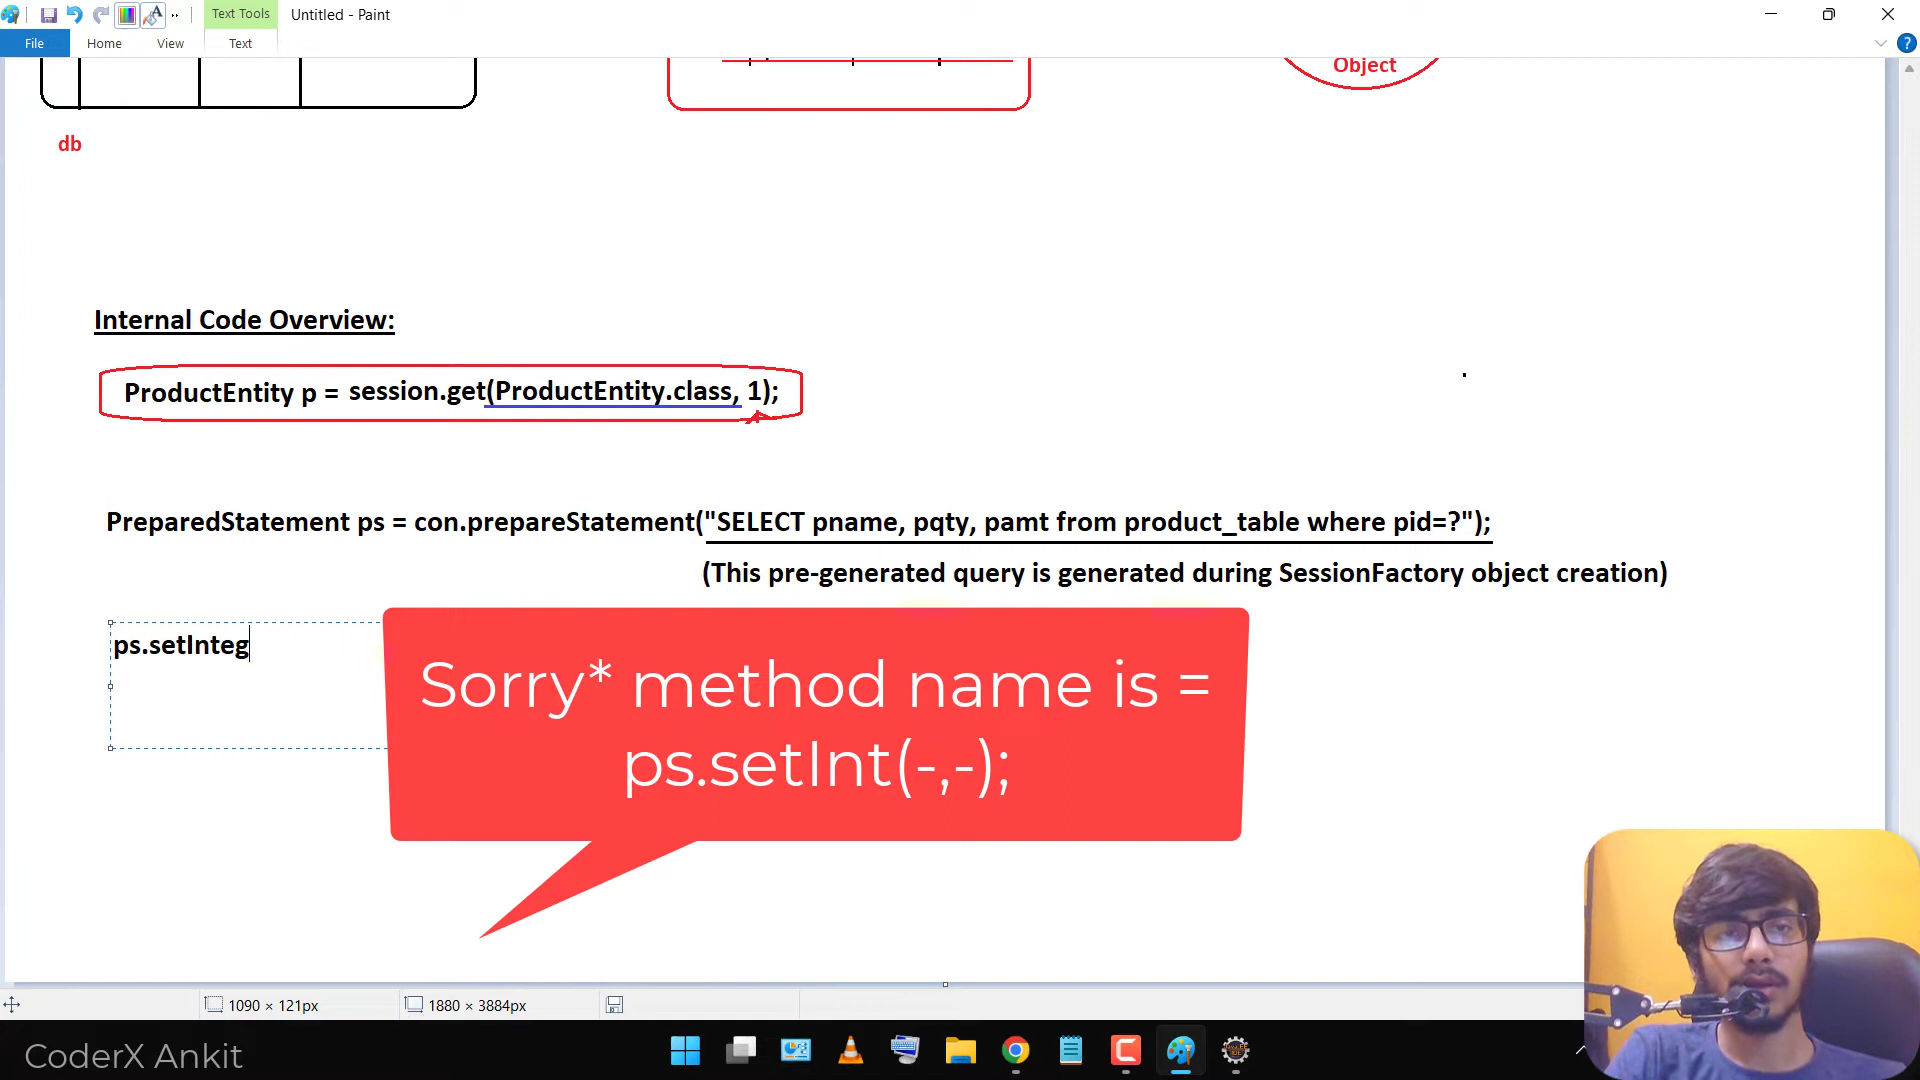 Text Tools
Untitled - Paint
File
Home
View
Text
?
Object
db
Internal Code Overview:
ProductEntity p = session.get(ProductEntity.class, 1);
PreparedStatement ps = con.prepareStatement("SELECT pname, pqty, pamt from product_table where pid=?");
(This pre-generated query is generated during SessionFactory object creation)
ps.setInteg
Sorry* method name is =
ps.setInt(-,-);
1090 × 121px
1880 × 3884px
CoderX Ankit